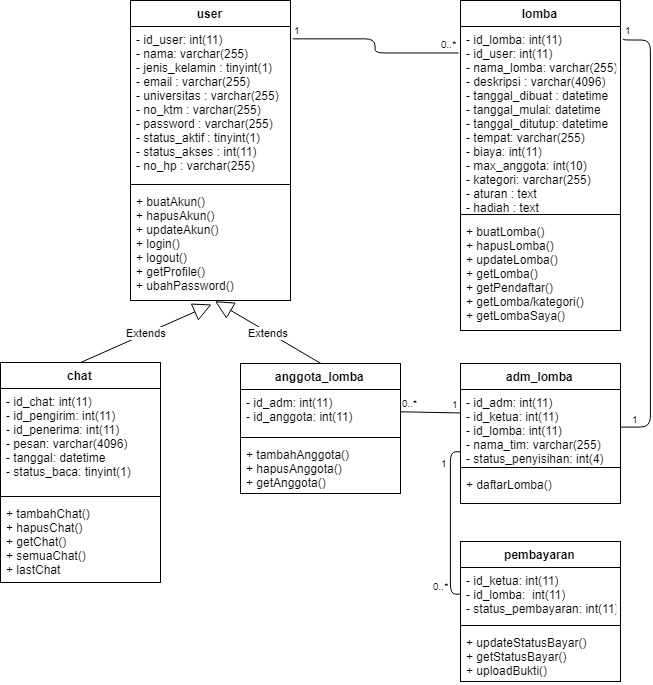 user
- id_user: int(11)
- nama: varchar(255)
- jenis_kelamin : tinyint(1)
- email : varchar(255)
- universitas : varchar(255)
- no_ktm : varchar(255)
- password : varchar(255)
- status_aktif : tinyint(1)
- status_akses : int(11)
- no_hp : varchar(255)
+ buatAkun()
+ hapusAkun()
+ updateAkun()
+ login()
+ logout()
+ getProfile()
+ ubahPassword()
1
0..*
lomba
- id_lomba: int(11)
- id_user: int(11)
- nama_lomba: varchar(255)
- deskripsi : varchar(4096)
- tanggal_dibuat : datetime
- tanggal_mulai: datetime
- tanggal_ditutup: datetime
- tempat: varchar(255)
- biaya: int(11)
- max_anggota: int(10)
- kategori: varchar(255)
- aturan : text
- hadiah : text
+ buatLomba()
+ hapusLomba()
+ updateLomba()
+ getLomba()
+ getPendaftar()
+ getLomba/kategori()
+ getLombaSaya()
1
Extends
Extends
chat
- id_chat: int(11)
- id_pengirim: int(11)
- id_penerima: int(11)
- pesan: varchar(4096)
- tanggal: datetime
- status_baca: tinyint(1)
+ tambahChat()
+ hapusChat()
+ getChat()
+ semuaChat()
+ lastChat
anggota_lomba
- id_adm: int(11)
- id_anggota: int(11)
+ tambahAnggota()
+ hapusAnggota()
+ getAnggota()
0..*
1
adm_lomba
- id_adm: int(11)
- id_ketua: int(11)
- id_lomba: int(11)
- nama_tim: varchar(255)
- status_penyisihan: int(4)
+ daftarLomba()
1
1
0..*
pembayaran
- id_ketua: int(11)
- id_lomba:  int(11)
- status_pembayaran: int(11)
+ updateStatusBayar()
+ getStatusBayar()
+ uploadBukti()